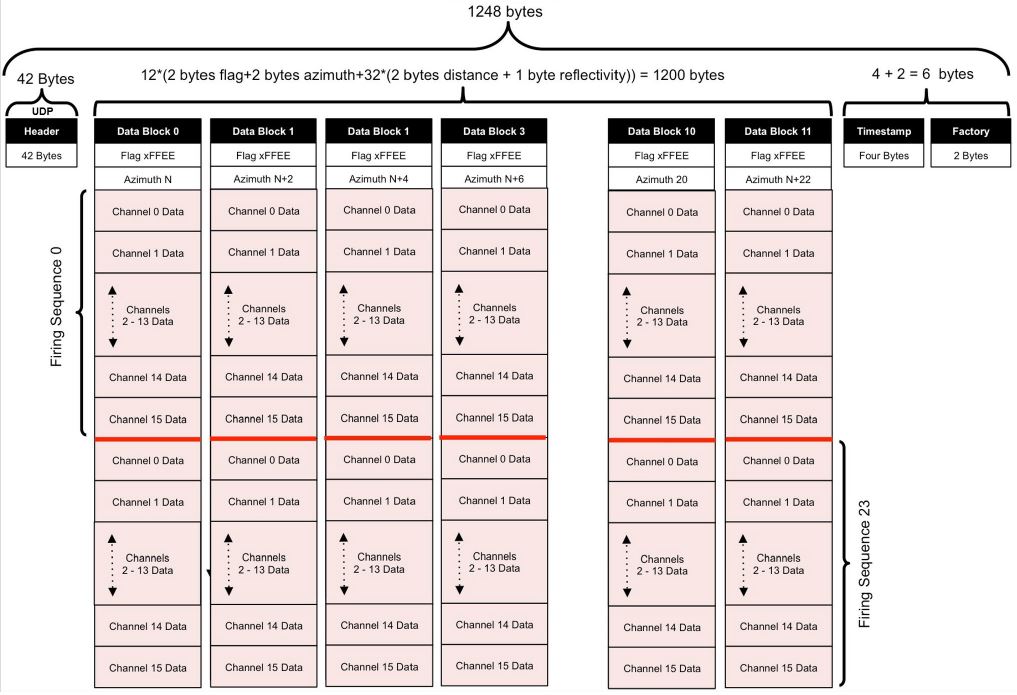 1248 bytes
42 Bytes
12*(2 bytes flag+2 bytes azimuth+32*(2 bytes distance + 1 byte reflectivity)) = 1200 bytes
4 + 2 = 6 bytes
UDP
Header
Data Block 0
Data Block 1
Data Block 1
Data Block 3
Data Block 10
Data Block 11
Timestamp
Factory
42 Bytes
Flag xFFEE
Flag xFFEE
Flag xFFEE
Flag xFFEE
Flag xFFEE
Flag xFFEE
Four Bytes
2 Bytes
Azimuth N
Azimuth N+2
Azimuth N+4
Azimuth N+6
Azimuth 20
Azimuth N+22
Firing Sequence 0
Channel 0 Data
Channel 0 Data
Channel 0 Data
Channel 0 Data
Channel 0 Data
Channel 0 Data
Channel 1 Data
Channel 1 Data
Channel 1 Data
Channel 1 Data
Channel 1 Data
Channel 1 Data
Channels
2 - 13 Data
Channels
2 - 13 Data
Channels
2 - 13 Data
Channels
2 - 13 Data
Channels
2 - 13 Data
Channels
2 - 13 Data
Channel 14 Data
Channel 14 Data
Channel 14 Data
Channel 14 Data
Channel 14 Data
Channel 14 Data
Channel 15 Data
Channel 15 Data
Channel 15 Data
Channel 15 Data
Channel 15 Data
Channel 15 Data
Channel 0 Data
Channel 0 Data
Channel 0 Data
Channel 0 Data
Channel 0 Data
Channel 0 Data
Channel 1 Data
Channel 1 Data
Channel 1 Data
Channel 1 Data
Channel 1 Data
Channel 1 Data
Channels
2 - 13 Data
Channels
2 - 13 Data
Channels
2 - 13 Data
Channels
2 - 13 Data
Channels
2 - 13 Data
Channels
2 - 13 Data
Channel 14 Data
Channel 14 Data
Channel 14 Data
Channel 14 Data
Channel 14 Data
Channel 14 Data
Channel 15 Data
Channel 15 Data
Channel 15 Data
Channel 15 Data
Channel 15 Data
Channel 15 Data
Firing Sequence 23